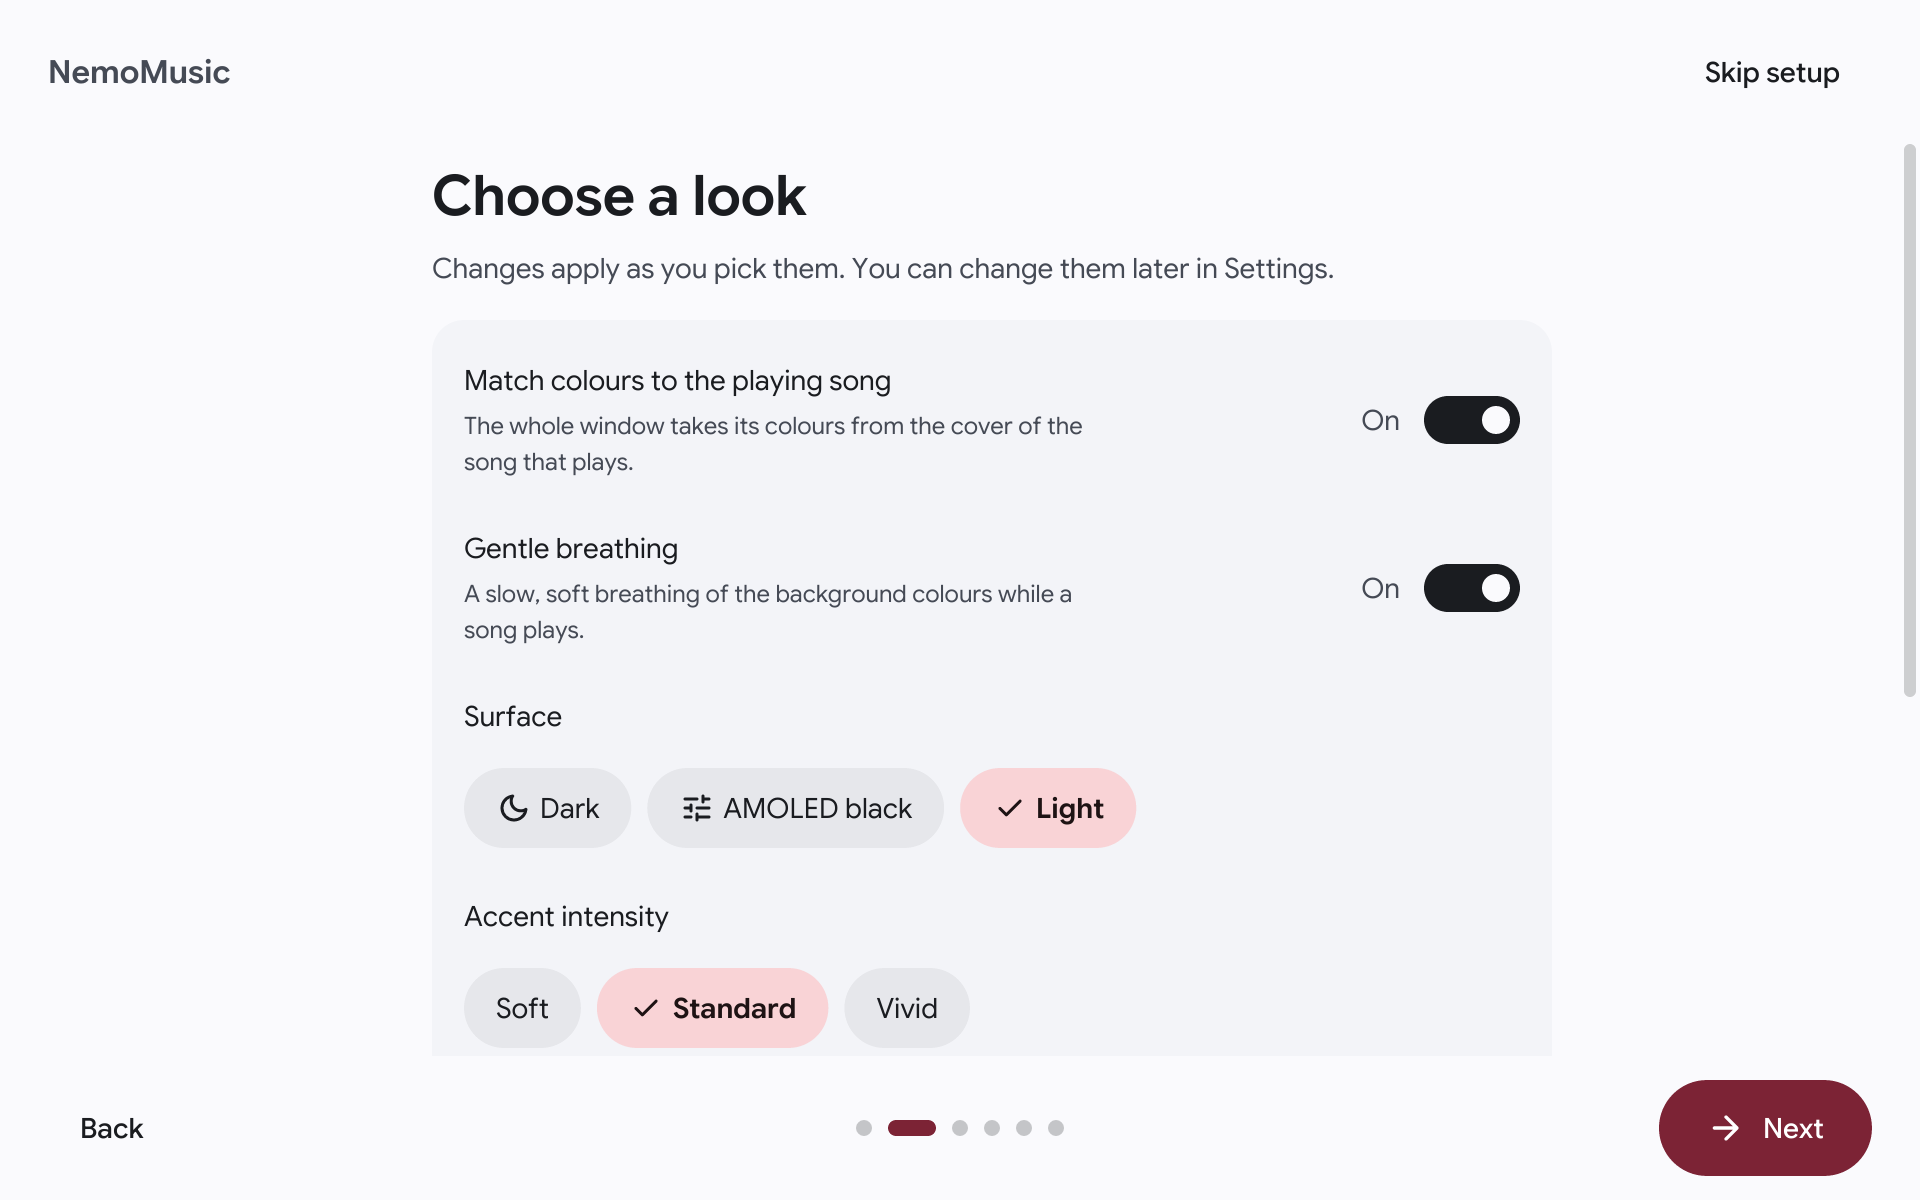 NemoMusic
Skip setup
Choose a look
Changes apply as you pick them. You can change them later in Settings.
Match colours to the playing song
The whole window takes its colours from the cover of the
song that plays.
On
Gentle breathing
A slow, soft breathing of the background colours while a
song plays.
On
Surface
Dark
AMOLED black
Light
Accent intensity
Soft
Standard
Vivid
Back
Next